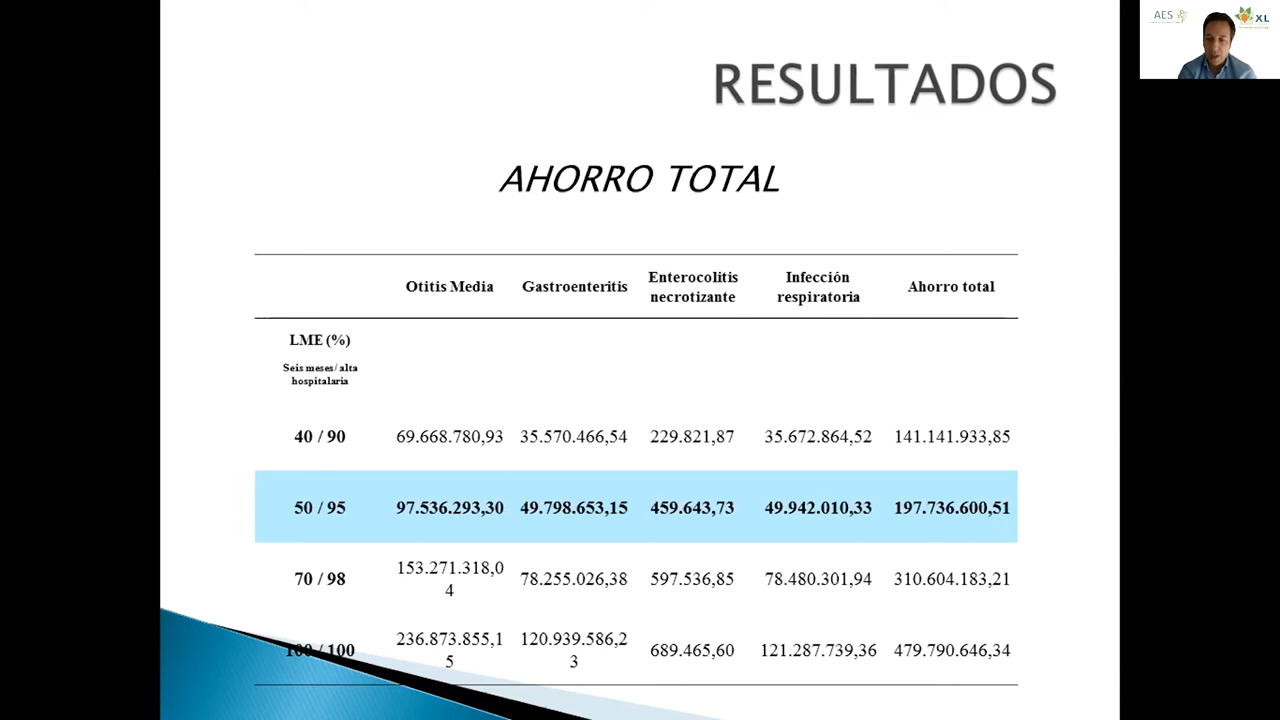 AES
XL
RESULTADOS
AHORRO TOTAL
Otitis Media
Gastroenteritis
Enterocolitis
necrotizante
Infección
respiratoria
Ahorro total
LME (%)
Seis meses/ alta
hospitalaria
40 / 90
69.668.780,93
35.570.466,54
229.821,87
35.672.864,52
141.141.933,85
50 / 95
97.536.293,30
49.798.653,15
459.643,73
49.942.010,33
197.736.600,51
70 / 98
153.271.318,0
4
78.255.026,38
597.536,85
78.480.301,94
310.604.183,21
100 / 100
236.873.855,1
5
120.939.586,2
3
689.465,60
121.287.739,36
479.790.646,34